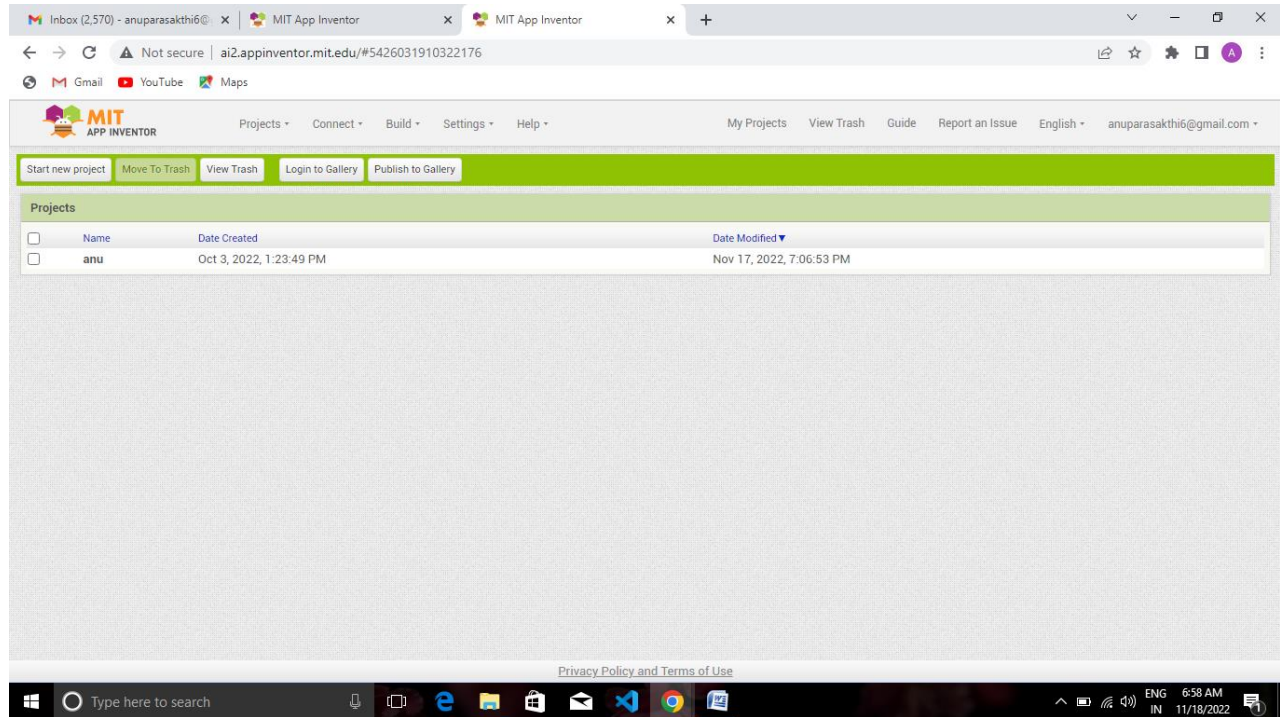 Inbox (2,570) - anuparasakthi6@ MIT App Inventor MIT App Inventor
Not secure ai2.appinventor.mit.edu/#5426031910322176
Gmail YouTube Maps
MIT APP INVENTOR Projects Connect Build Settings Help My Projects View Trash Guide Report an Issue English anuparasakthi6@gmail.com
Start new project Move To Trash View Trash Login to Gallery Publish to Gallery
Projects
Name Date Created Date Modified
anu Oct 3, 2022, 1:23:49 PM Nov 17, 2022, 7:06:53 PM
Privacy Policy and Terms of Use
Type here to search ENG 6:58 AM
IN 11/18/2022